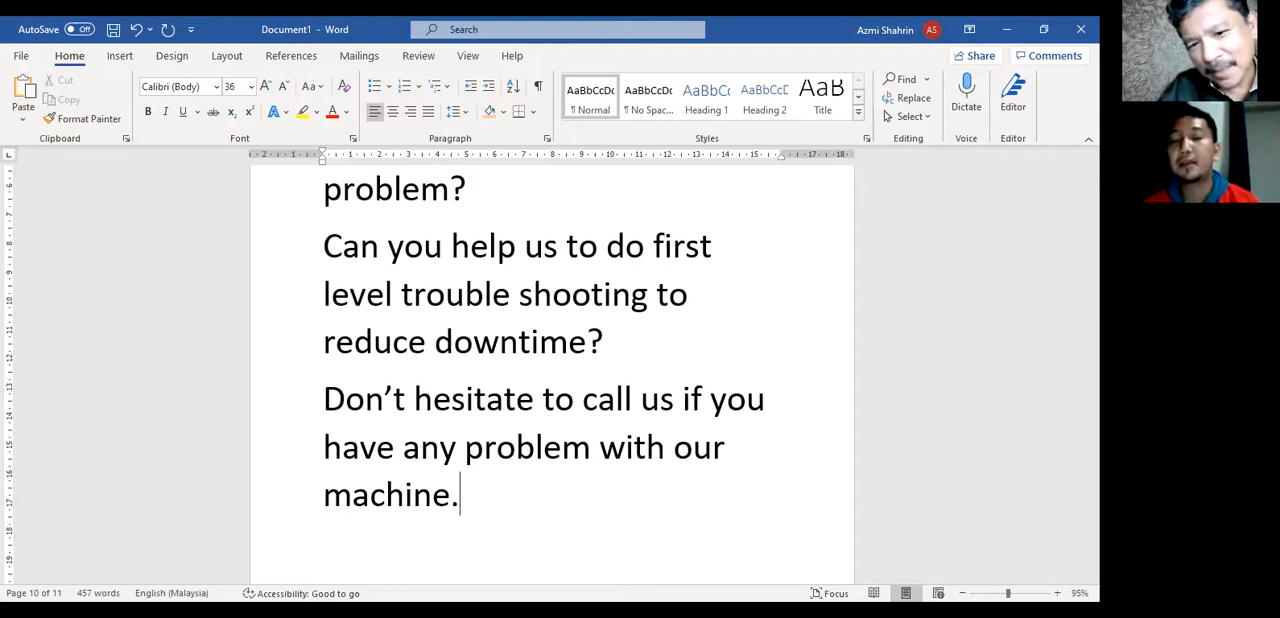 AutoSave Off Document1 - Word Search Azmi Shahrin AS
File Home Insert Design Layout References Mailings Review View Help Share Comments
Cut
Copy
Format Painter
Paste
Clipboard
Calibri (Body) 36
Font
Paragraph
AaBbCcDc AaBbCcDc AaBbCc AaBbCcD AaB
¶ Normal ¶ No Spac... Heading 1 Heading 2 Title
Styles
Find
Replace
Select
Editing
Dictate
Voice
Editor
Editor
problem?
Can you help us to do first
level trouble shooting to
reduce downtime?
Don’t hesitate to call us if you
have any problem with our
machine.
Page 10 of 11 457 words English (Malaysia) Accessibility: Good to go Focus 95%